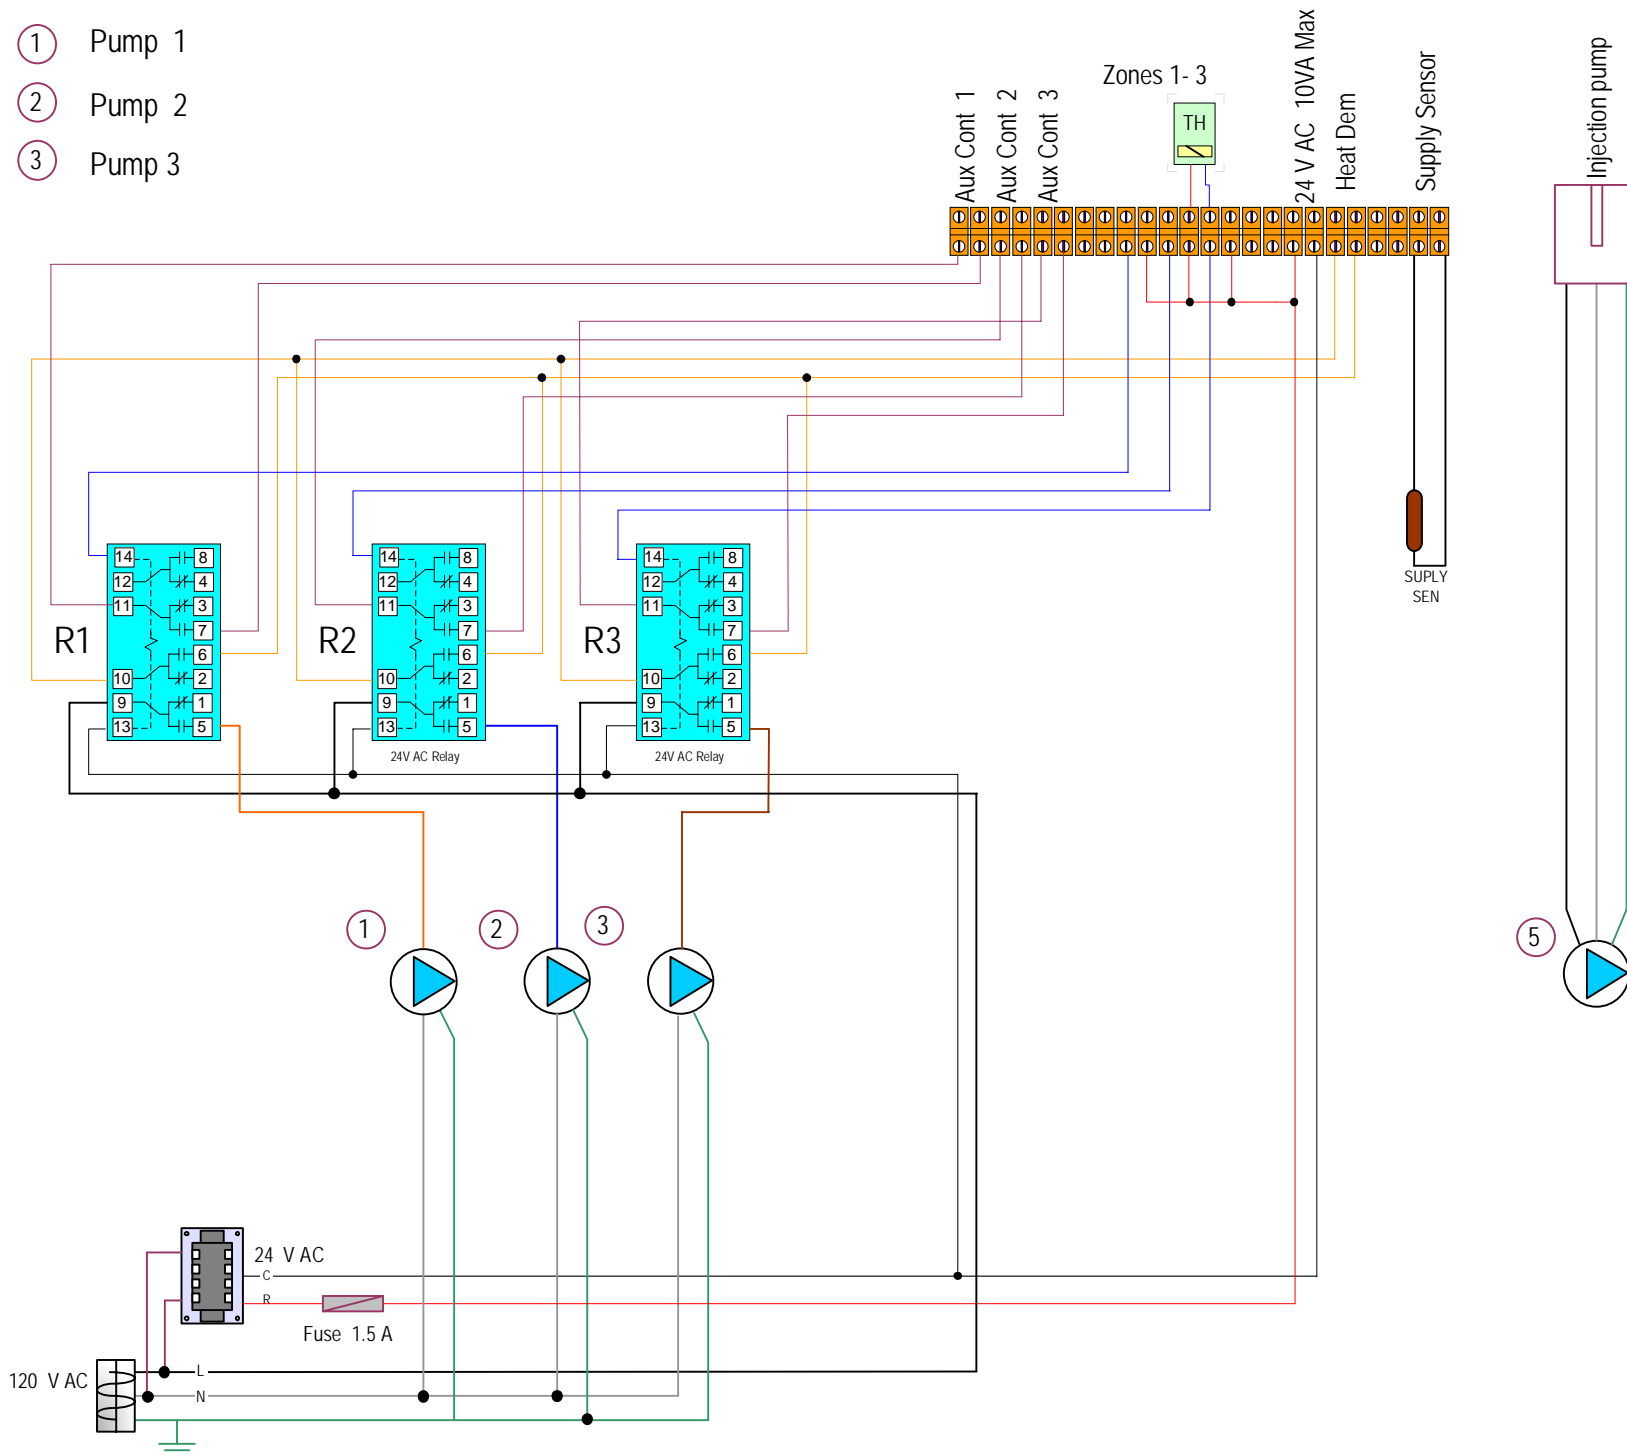 1 Pump 1
2 Pump 2
3 Pump 3
Aux Cont 1
Aux Cont 2
Aux Cont 3
Zones 1- 3
TH
24 V AC 10VA Max
Heat Dem
Supply Sensor
Injection pump
R1
14 8
12 4
11 3
7
6
10 2
9 1
13 5
R2
14 8
12 4
11 3
7
6
10 2
9 1
13 5
24V AC Relay
R3
14 8
12 4
11 3
7
6
10 2
9 1
13 5
24V AC Relay
SUPLY
SEN
1
2
3
5
24 V AC
C
R
Fuse 1.5 A
120 V AC
L
N